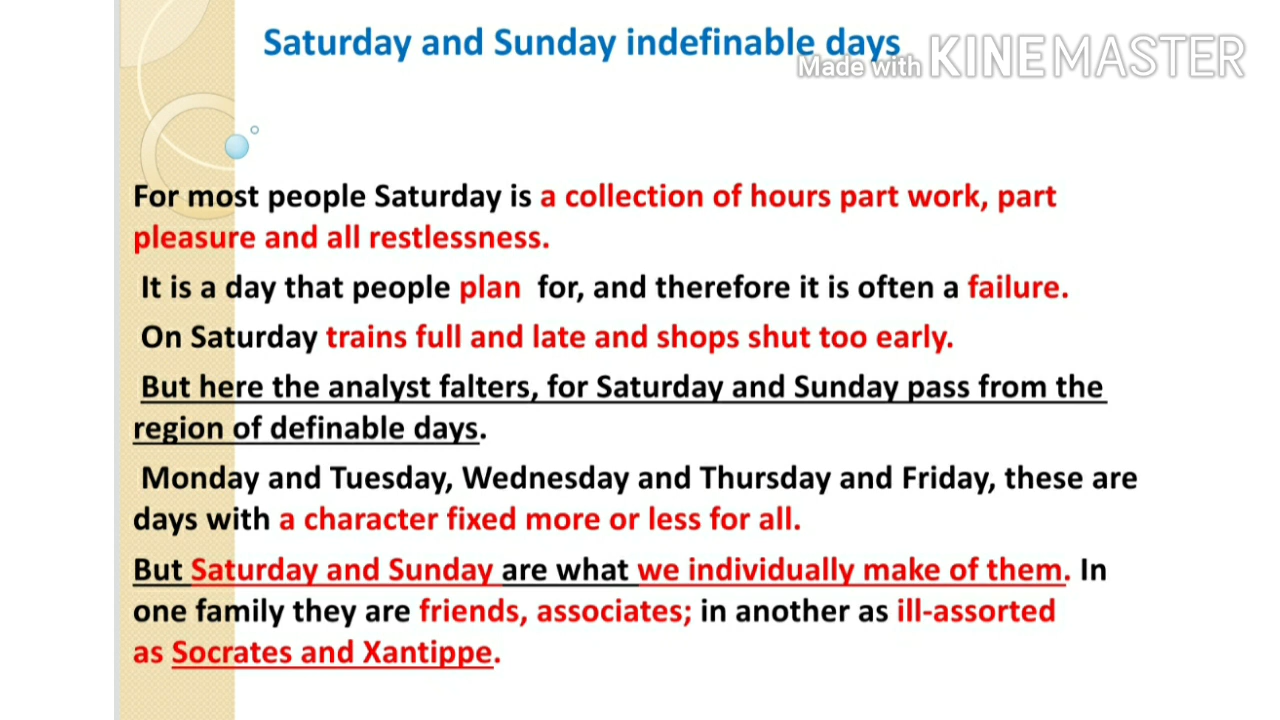 Saturday and Sunday indefinable days
Made with KINEMASTER
For most people Saturday is a collection of hours part work, part
pleasure and all restlessness.
It is a day that people plan for, and therefore it is often a failure.
On Saturday trains full and late and shops shut too early.
But here the analyst falters, for Saturday and Sunday pass from the
region of definable days.
Monday and Tuesday, Wednesday and Thursday and Friday, these are
days with a character fixed more or less for all.
But Saturday and Sunday are what we individually make of them. In
one family they are friends, associates; in another as ill-assorted
as Socrates and Xantippe.